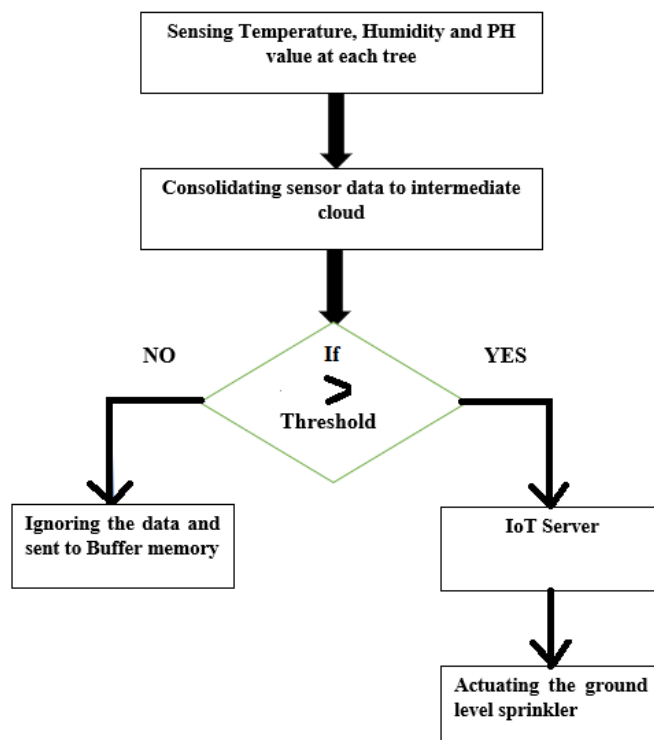 Sensing Temperature, Humidity and PH
value at each tree
Consolidating sensor data to intermediate
cloud
NO
If
YES
>
Threshold
Ignoring the data and
sent to Buffer memory
IoT Server
Actuating the ground
level sprinkler